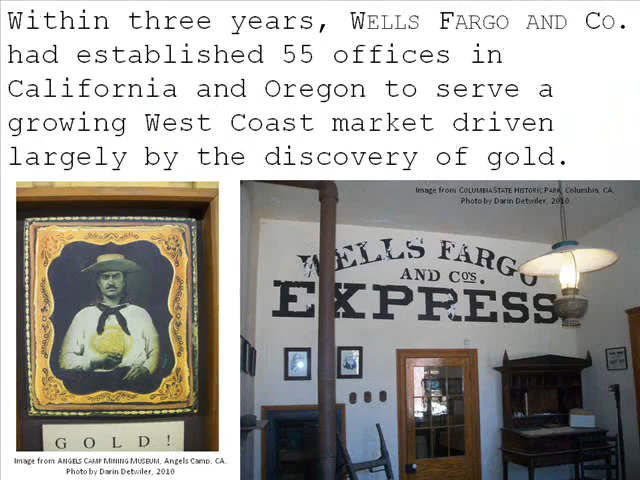 Within three years, WELLS FARGO AND CO.
had established 55 offices in
California and Oregon to serve a
growing West Coast market driven
largely by the discovery of gold.
Image from COLUMBIA STATE HISTORIC PARK, Columbia, CA.
Photo by Darin Detwiler, 2010
WELLS FARGO
AND CO'S.
EXPRESS
GOLD!
Image from ANGELS CAMP MINING MUSEUM, Angels Camp, CA.
Photo by Darin Detwiler, 2010